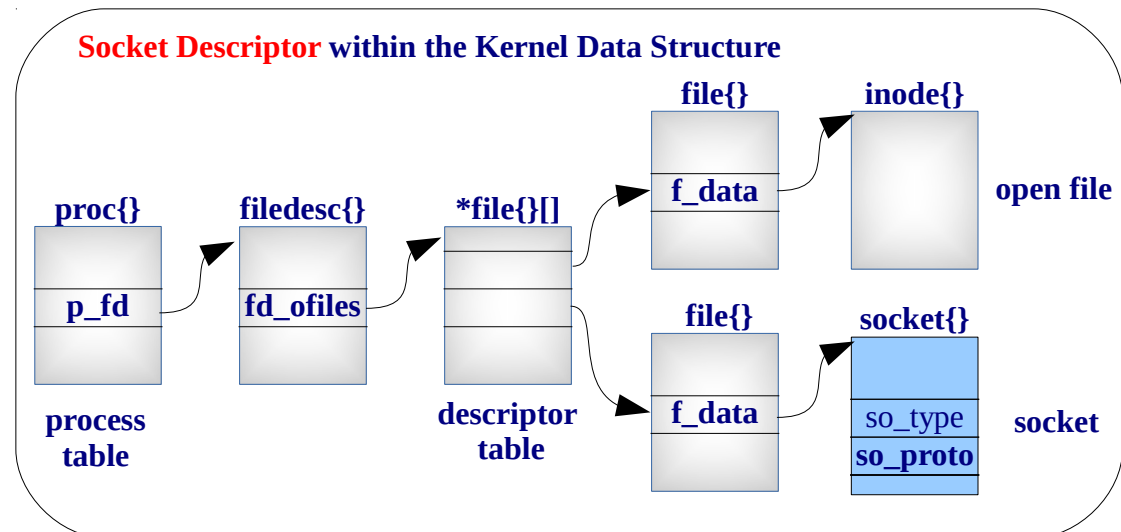 Socket Descriptor within the Kernel Data Structure
file{}
inode{}
f_data
open file
proc{}
filedesc{}
*file{}[]
p_fd
fd_ofiles
file{}
socket{}
f_data
so_type
so_proto
socket
process
table
descriptor
table